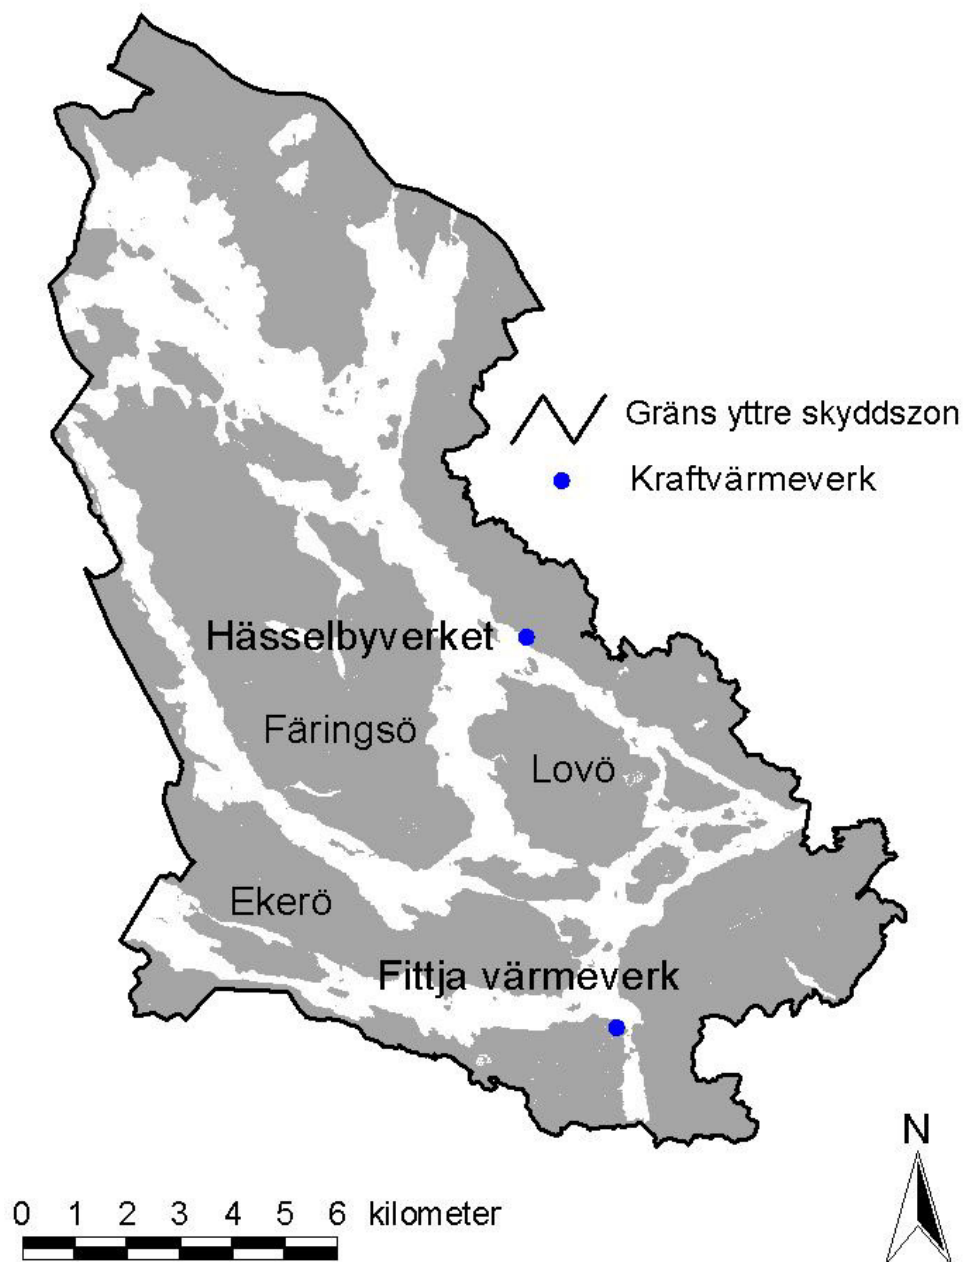 Gräns yttre skyddszon
Kraftvärmeverk
Hässelbyverket
Färingsö
Lovö
Ekerö
Fittja värmeverk
N
0 1 2 3 4 5 6 kilometer